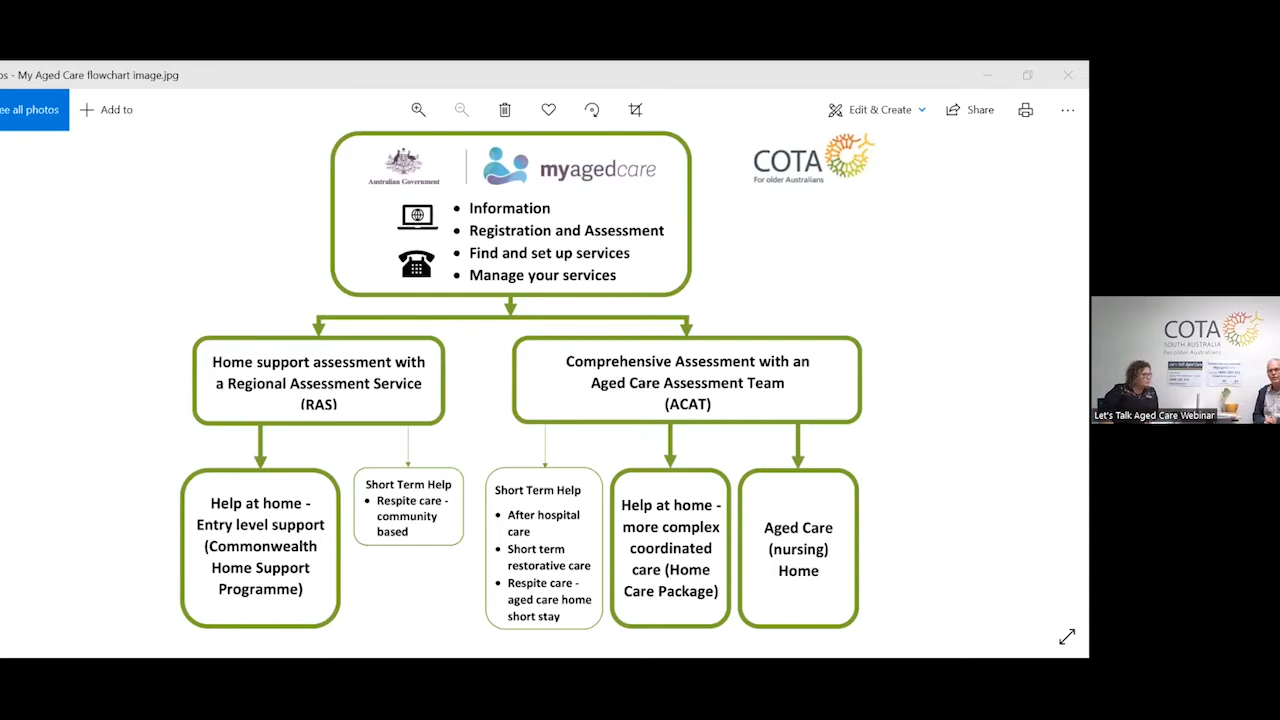 os - My Aged Care flowchart image.jpg
ee all photos
Add to
Edit & Create
Share
Australian Government
myagedcare
COTA
For older Australians
• Information
• Registration and Assessment
• Find and set up services
• Manage your services
Home support assessment with
a Regional Assessment Service
(RAS)
Comprehensive Assessment with an
Aged Care Assessment Team
(ACAT)
Help at home -
Entry level support
(Commonwealth
Home Support
Programme)
Short Term Help
• Respite care -
community
based
Short Term Help
• After hospital
care
• Short term
restorative care
• Respite care -
aged care home
short stay
Help at home -
more complex
coordinated
care (Home
Care Package)
Aged Care
(nursing)
Home
COTA
SOUTH AUSTRALIA
For older Australians
Let's Talk Aged Care
Let's Talk Aged Care Webinar